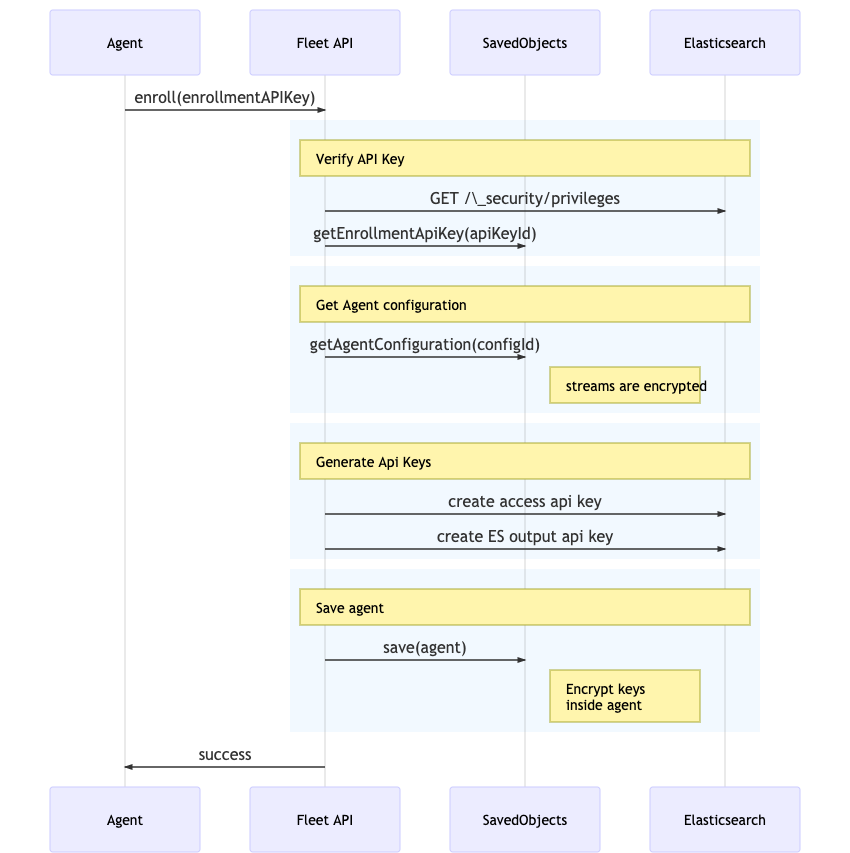 Agent
Fleet API
SavedObjects
Elasticsearch
enroll(enrollmentAPIKey)
Verify API Key
GET /\_security/privileges
getEnrollmentApiKey(apiKeyId)
Get Agent configuration
getAgentConfiguration(configId)
streams are encrypted
Generate Api Keys
create access api key
create ES output api key
Save agent
save(agent)
Encrypt keys
inside agent
success
Agent
Fleet API
SavedObjects
Elasticsearch